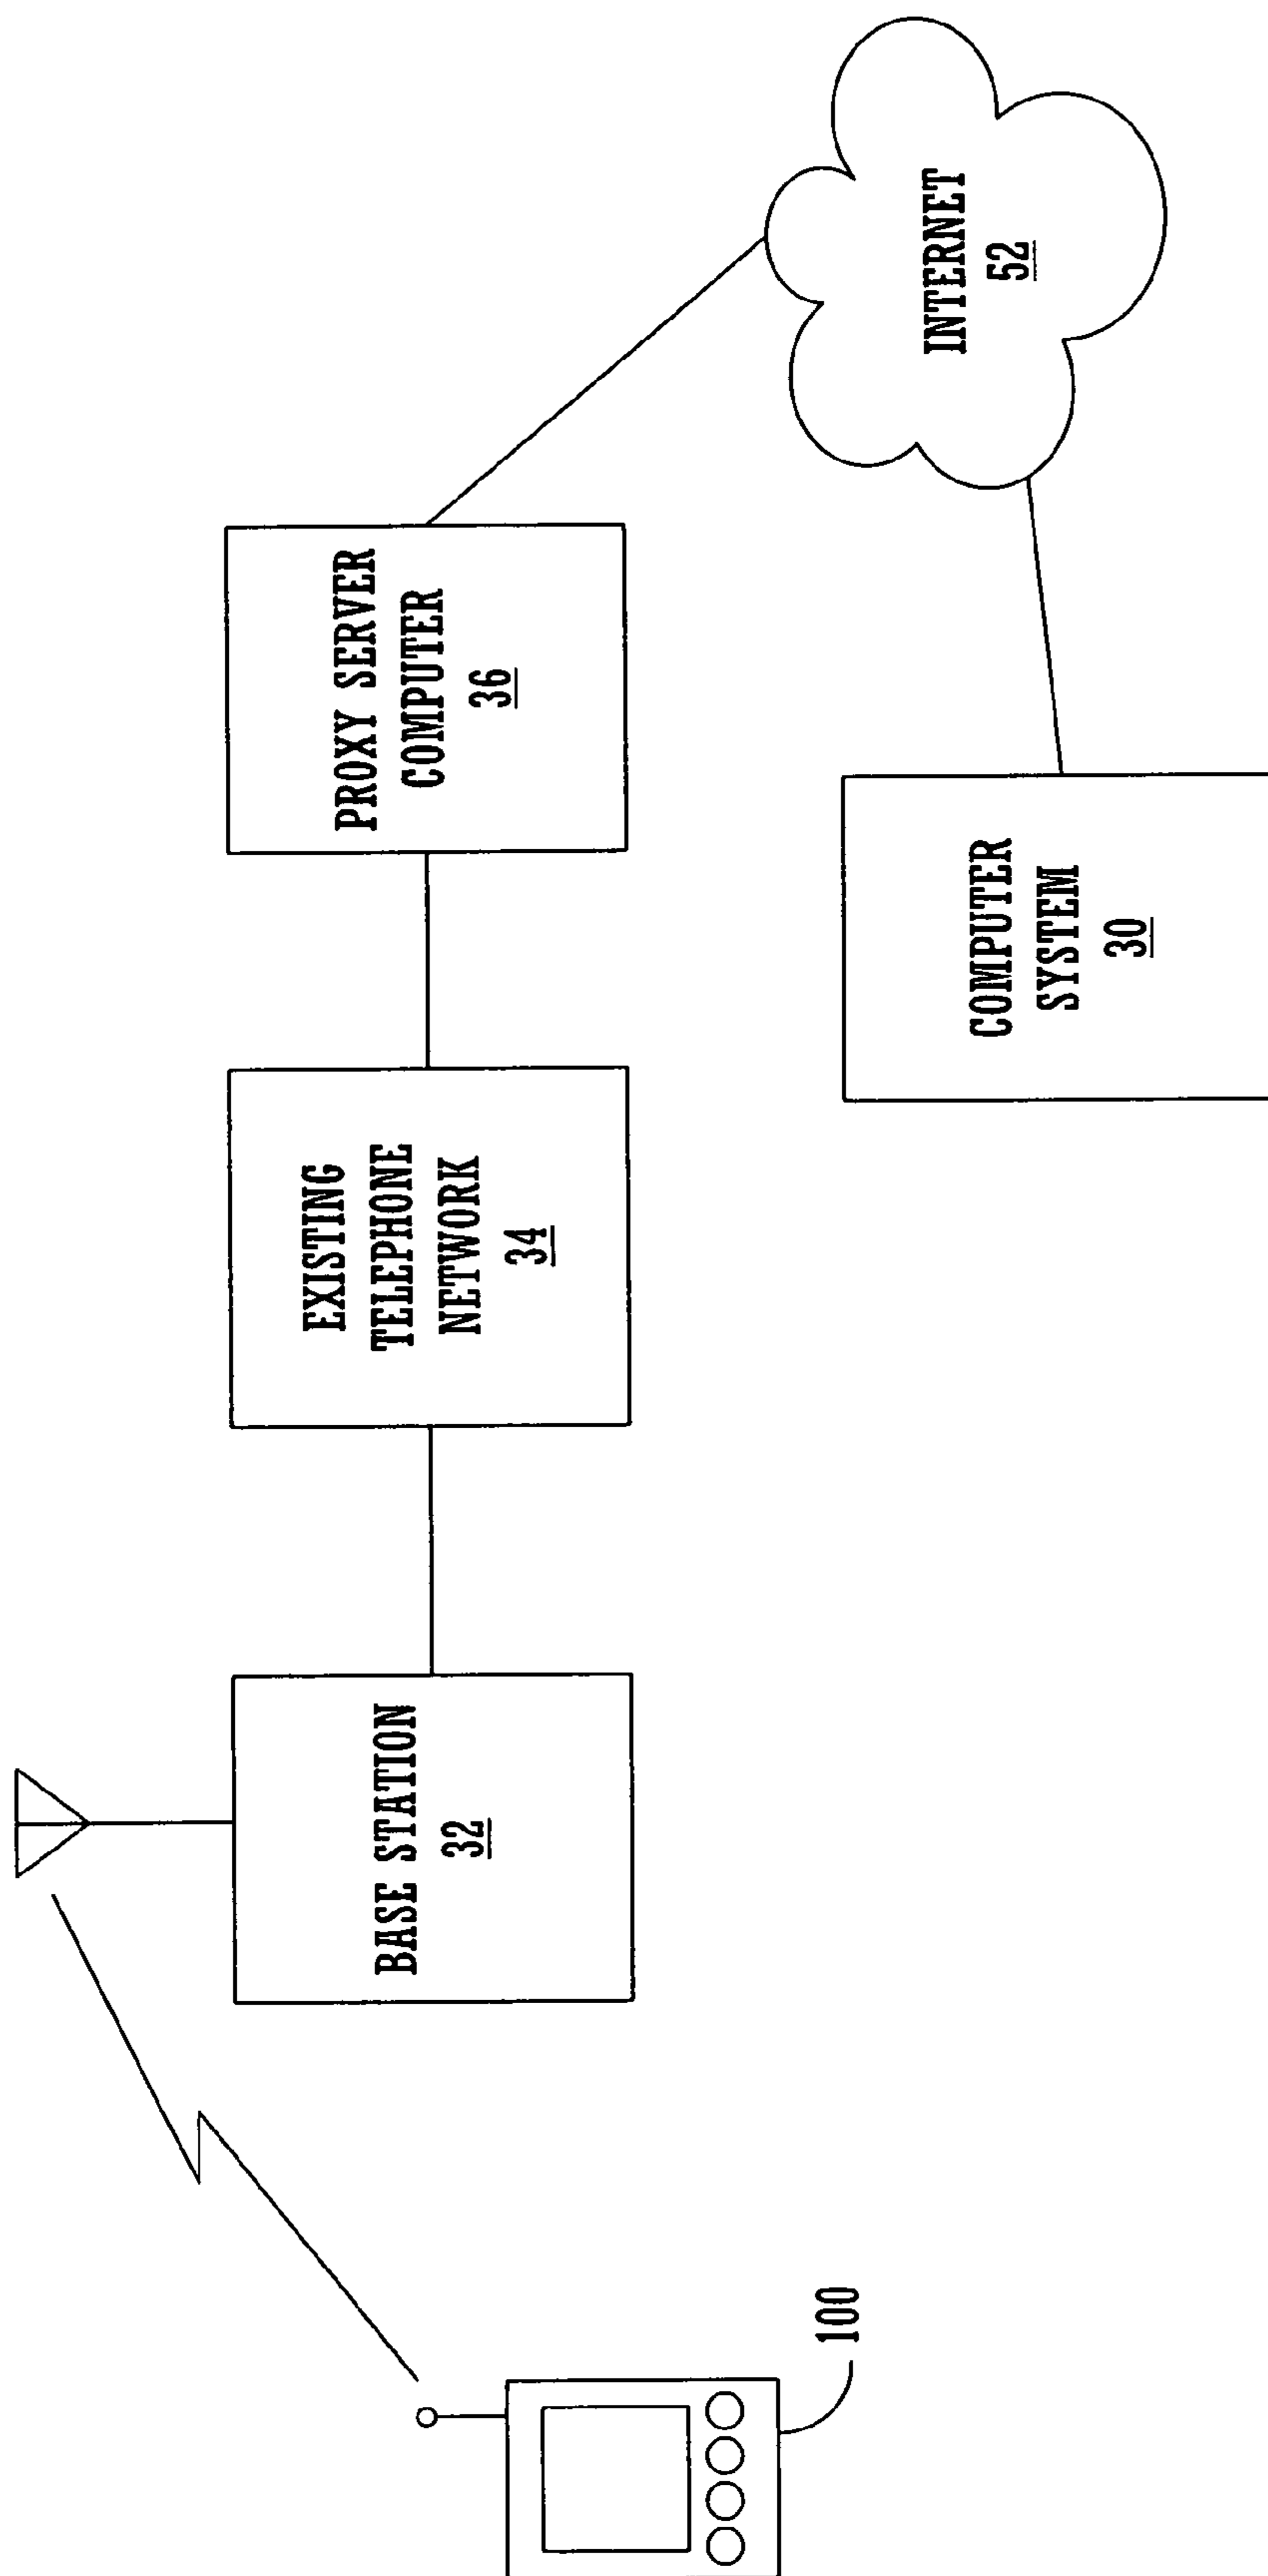 BASE STATION
32
EXISTING
TELEPHONE
NETWORK
34
PROXY SERVER
COMPUTER
36
INTERNET
52
COMPUTER
SYSTEM
30
100